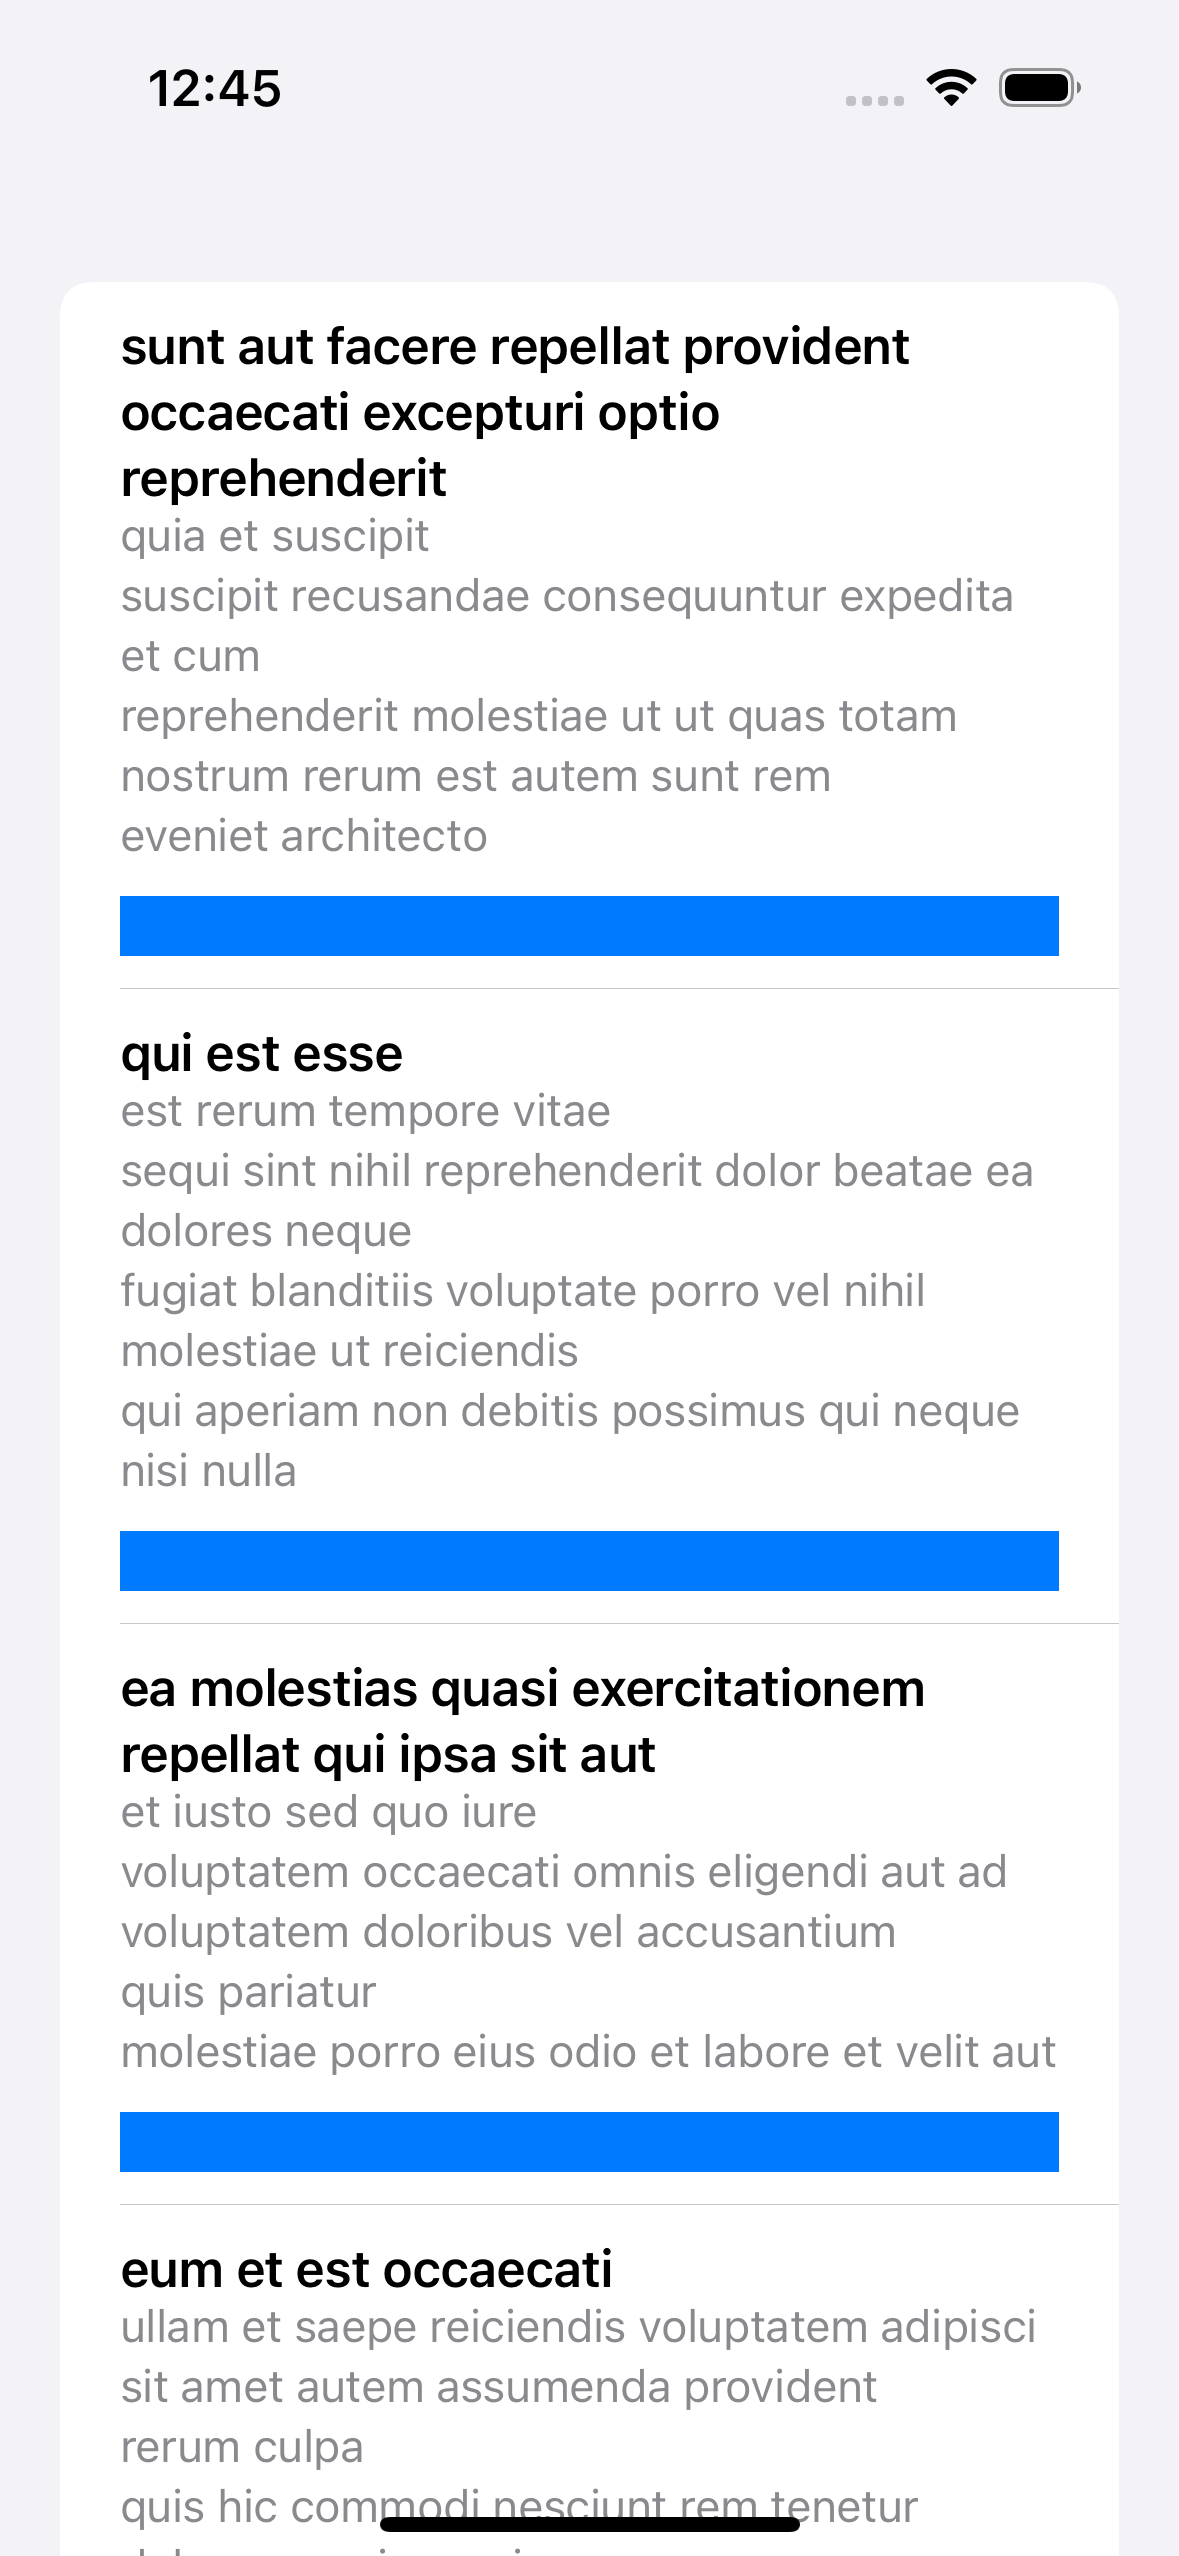 12:45
sunt aut facere repellat provident
occaecati excepturi optio
reprehenderit
quia et suscipit
suscipit recusandae consequuntur expedita
et cum
reprehenderit molestiae ut ut quas totam
nostrum rerum est autem sunt rem
eveniet architecto
qui est esse
est rerum tempore vitae
sequi sint nihil reprehenderit dolor beatae ea
dolores neque
fugiat blanditiis voluptate porro vel nihil
molestiae ut reiciendis
qui aperiam non debitis possimus qui neque
nisi nulla
ea molestias quasi exercitationem
repellat qui ipsa sit aut
et iusto sed quo iure
voluptatem occaecati omnis eligendi aut ad
voluptatem doloribus vel accusantium
quis pariatur
molestiae porro eius odio et labore et velit aut
eum et est occaecati
ullam et saepe reiciendis voluptatem adipisci
sit amet autem assumenda provident
rerum culpa
quis hic commodi nesciunt rem tenetur